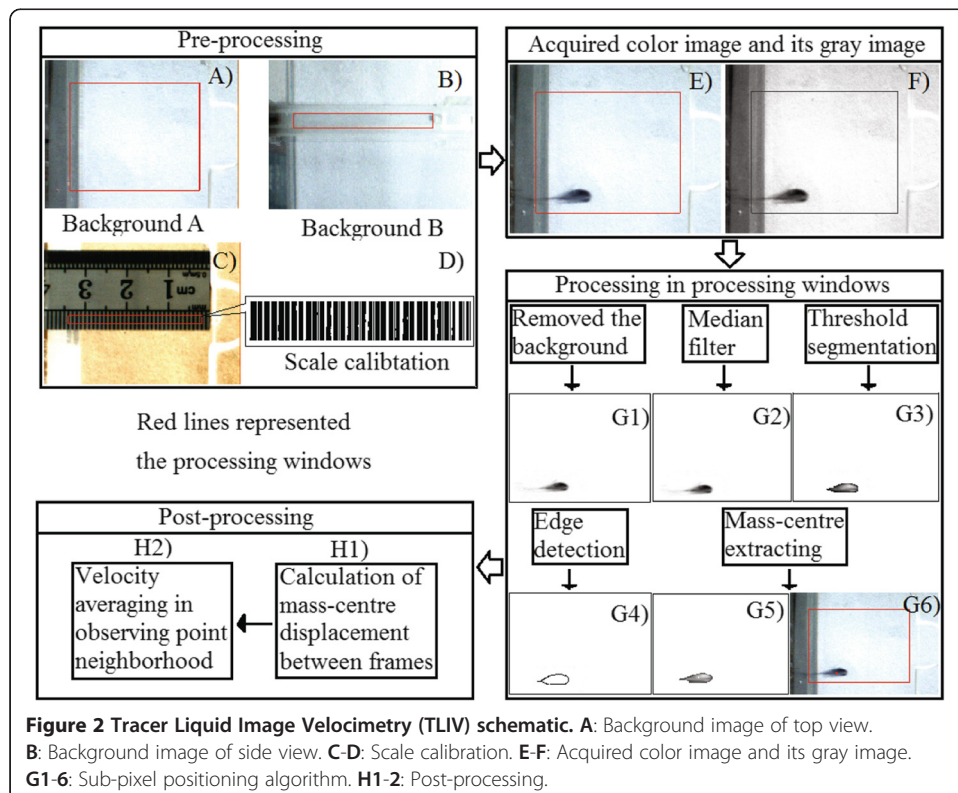 Pre-processing
A)
B)
Background A
Background B
C)
D)
cm
3
2
1
Scale calibtation
Acquired color image and its gray image
E)
F)
Processing in processing windows
Removed the
background
Median
filter
Threshold
segmentation
G1)
G2)
G3)
Edge
detection
Mass-centre
extracting
G4)
G5)
G6)
Red lines represented
the processing windows
Post-processing
H2)
H1)
Velocity
averaging in
observing point
neighborhood
Calculation of
mass-centre
displacement
between frames
Figure 2 Tracer Liquid Image Velocimetry (TLIV) schematic. A: Background image of top view.
B: Background image of side view. C-D: Scale calibration. E-F: Acquired color image and its gray image.
G1-6: Sub-pixel positioning algorithm. H1-2: Post-processing.